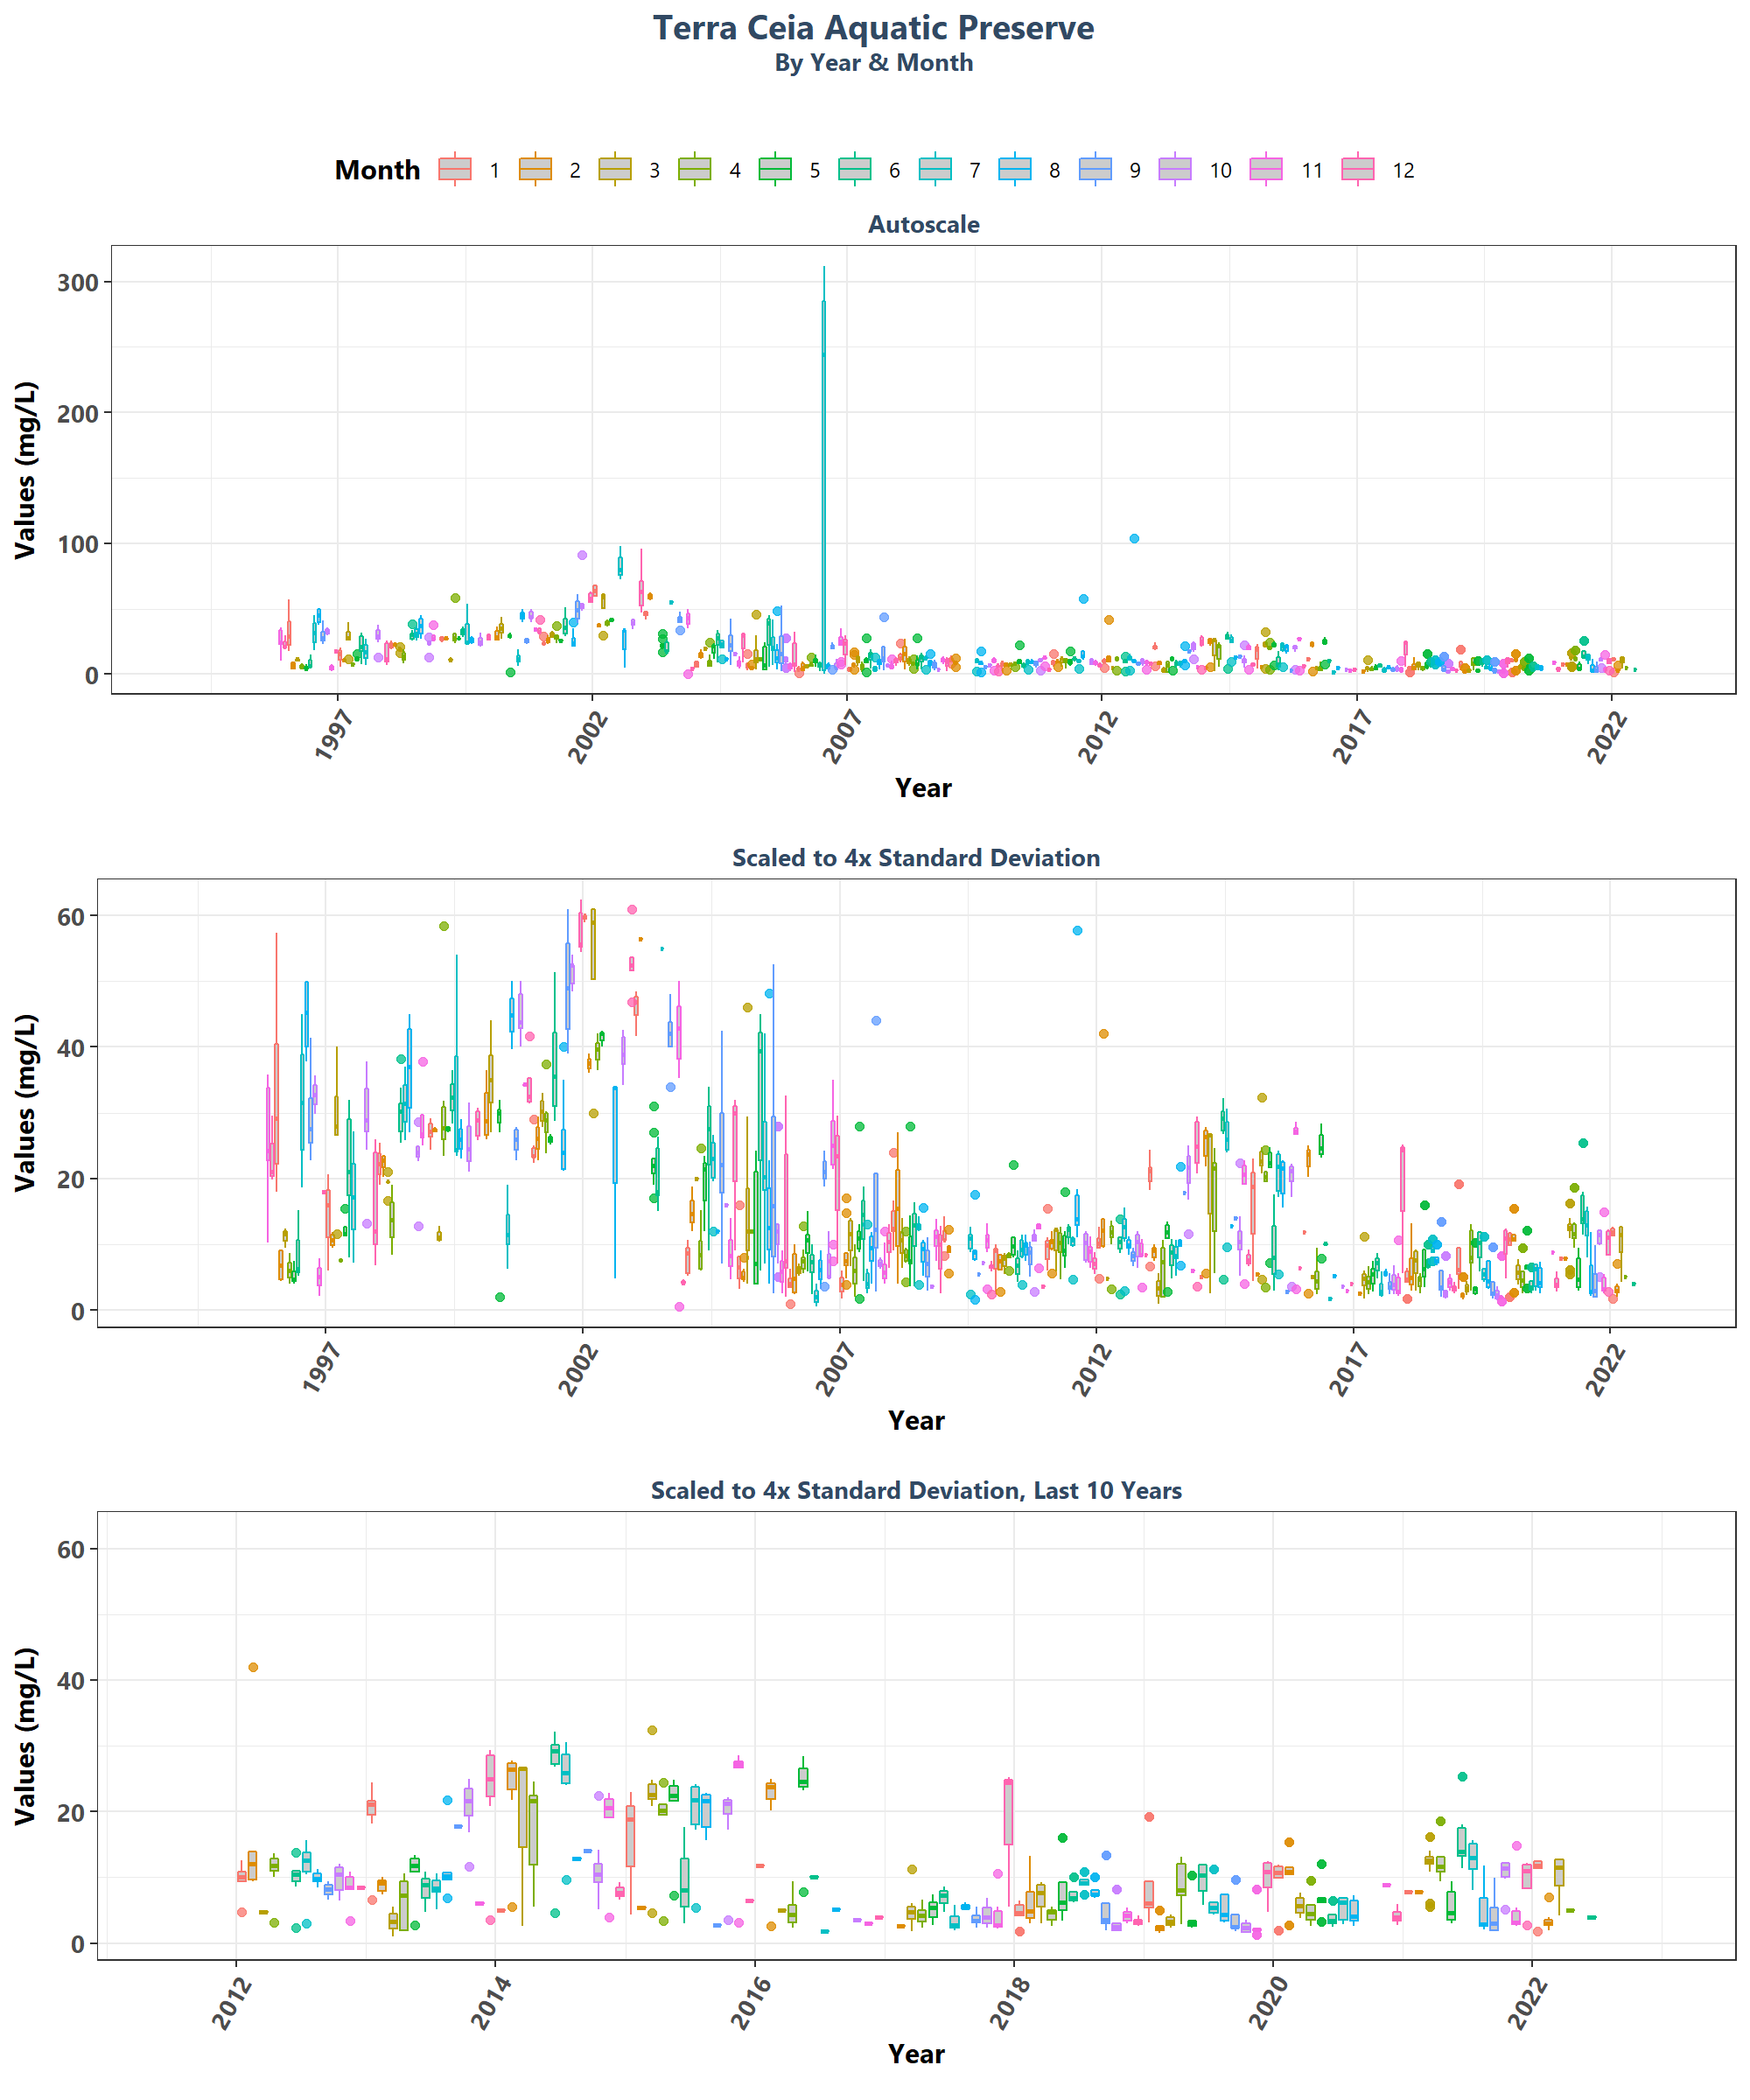 Terra Ceia Aquatic Preserve
By Year & Month
Month 1 2 3 4 5 6 7 8 9 10 11 12
Autoscale
Values (mg/L)
300
200
100
0
1997 2002 2007 2012 2017 2022
Year
Scaled to 4x Standard Deviation
Values (mg/L)
60
40
20
0
1997 2002 2007 2012 2017 2022
Year
Scaled to 4x Standard Deviation, Last 10 Years
Values (mg/L)
60
40
20
0
2012 2014 2016 2018 2020 2022
Year